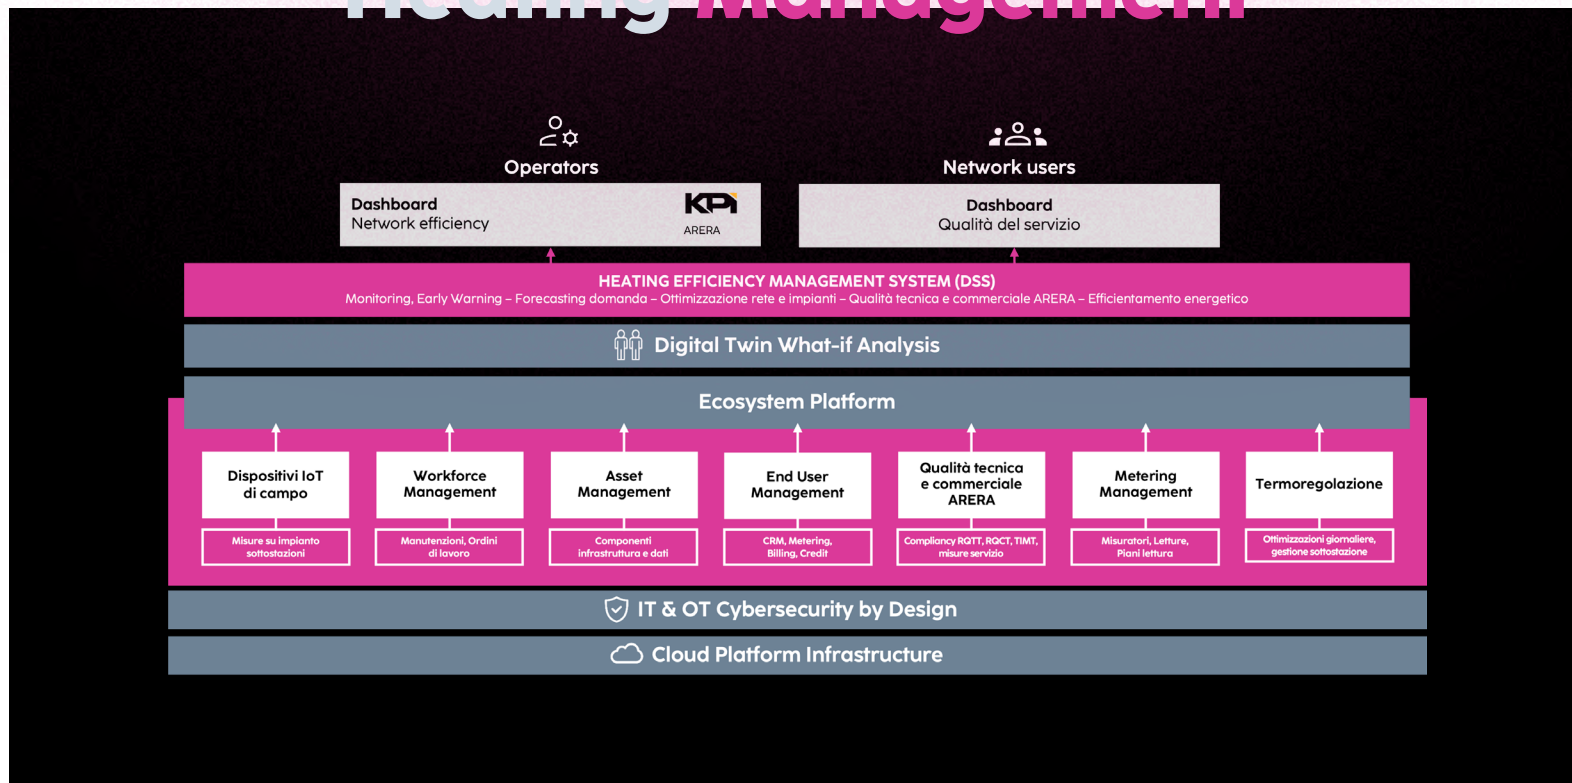 Heating Management
Operators
Network users
Dashboard
Network efficiency
KPI
ARERA
Dashboard
Qualità del servizio
HEATING EFFICIENCY MANAGEMENT SYSTEM (DSS)
Monitoring, Early Warning – Forecasting domanda – Ottimizzazione rete e impianti – Qualità tecnica e commerciale ARERA – Efficientamento energetico
Digital Twin What-if Analysis
Ecosystem Platform
Dispositivi IoT
di campo
Misure su impianto
sottostazioni
Workforce
Management
Manutenzioni, Ordini
di lavoro
Asset
Management
Componenti
infrastruttura e dati
End User
Management
CRM, Metering,
Billing, Credit
Qualità tecnica
e commerciale
ARERA
Compliancy RQTT, RQCT, TIMT,
misure servizio
Metering
Management
Misuratori, Letture,
Piani lettura
Termoregolazione
Ottimizzazioni giornaliere,
gestione sottostazione
IT & OT Cybersecurity by Design
Cloud Platform Infrastructure